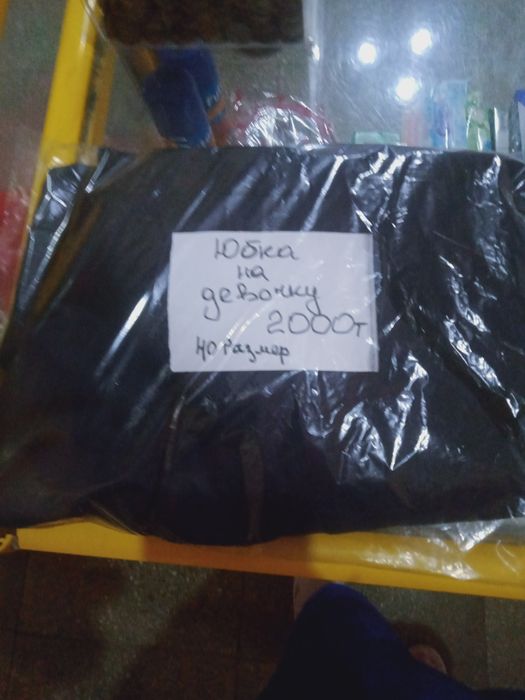 Юбка
на
девочку
2000т
40 размер